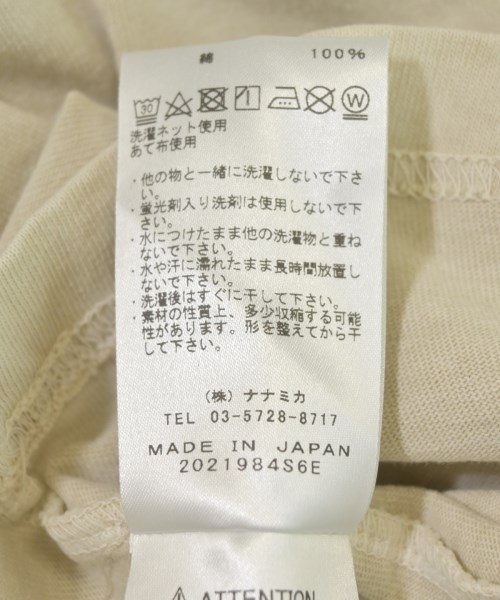 綿 100%
30 W
洗濯ネット使用
あて布使用
・他の物と一緒に洗濯しないで下さ
い。
・蛍光剤入り洗剤は使用しないで下
さい。
・水につけたまま他の洗濯物と重ね
ないで下さい。
・水や汗に濡れたまま長時間放置し
ないで下さい。
・洗濯後はすぐに干して下さい。
・素材の性質上、多少収縮する可能
性があります。形を整えてから干
して下さい。
(株) ナナミカ
TEL 03-5728-8717
MADE IN JAPAN
2021984S6E
ATTENTION